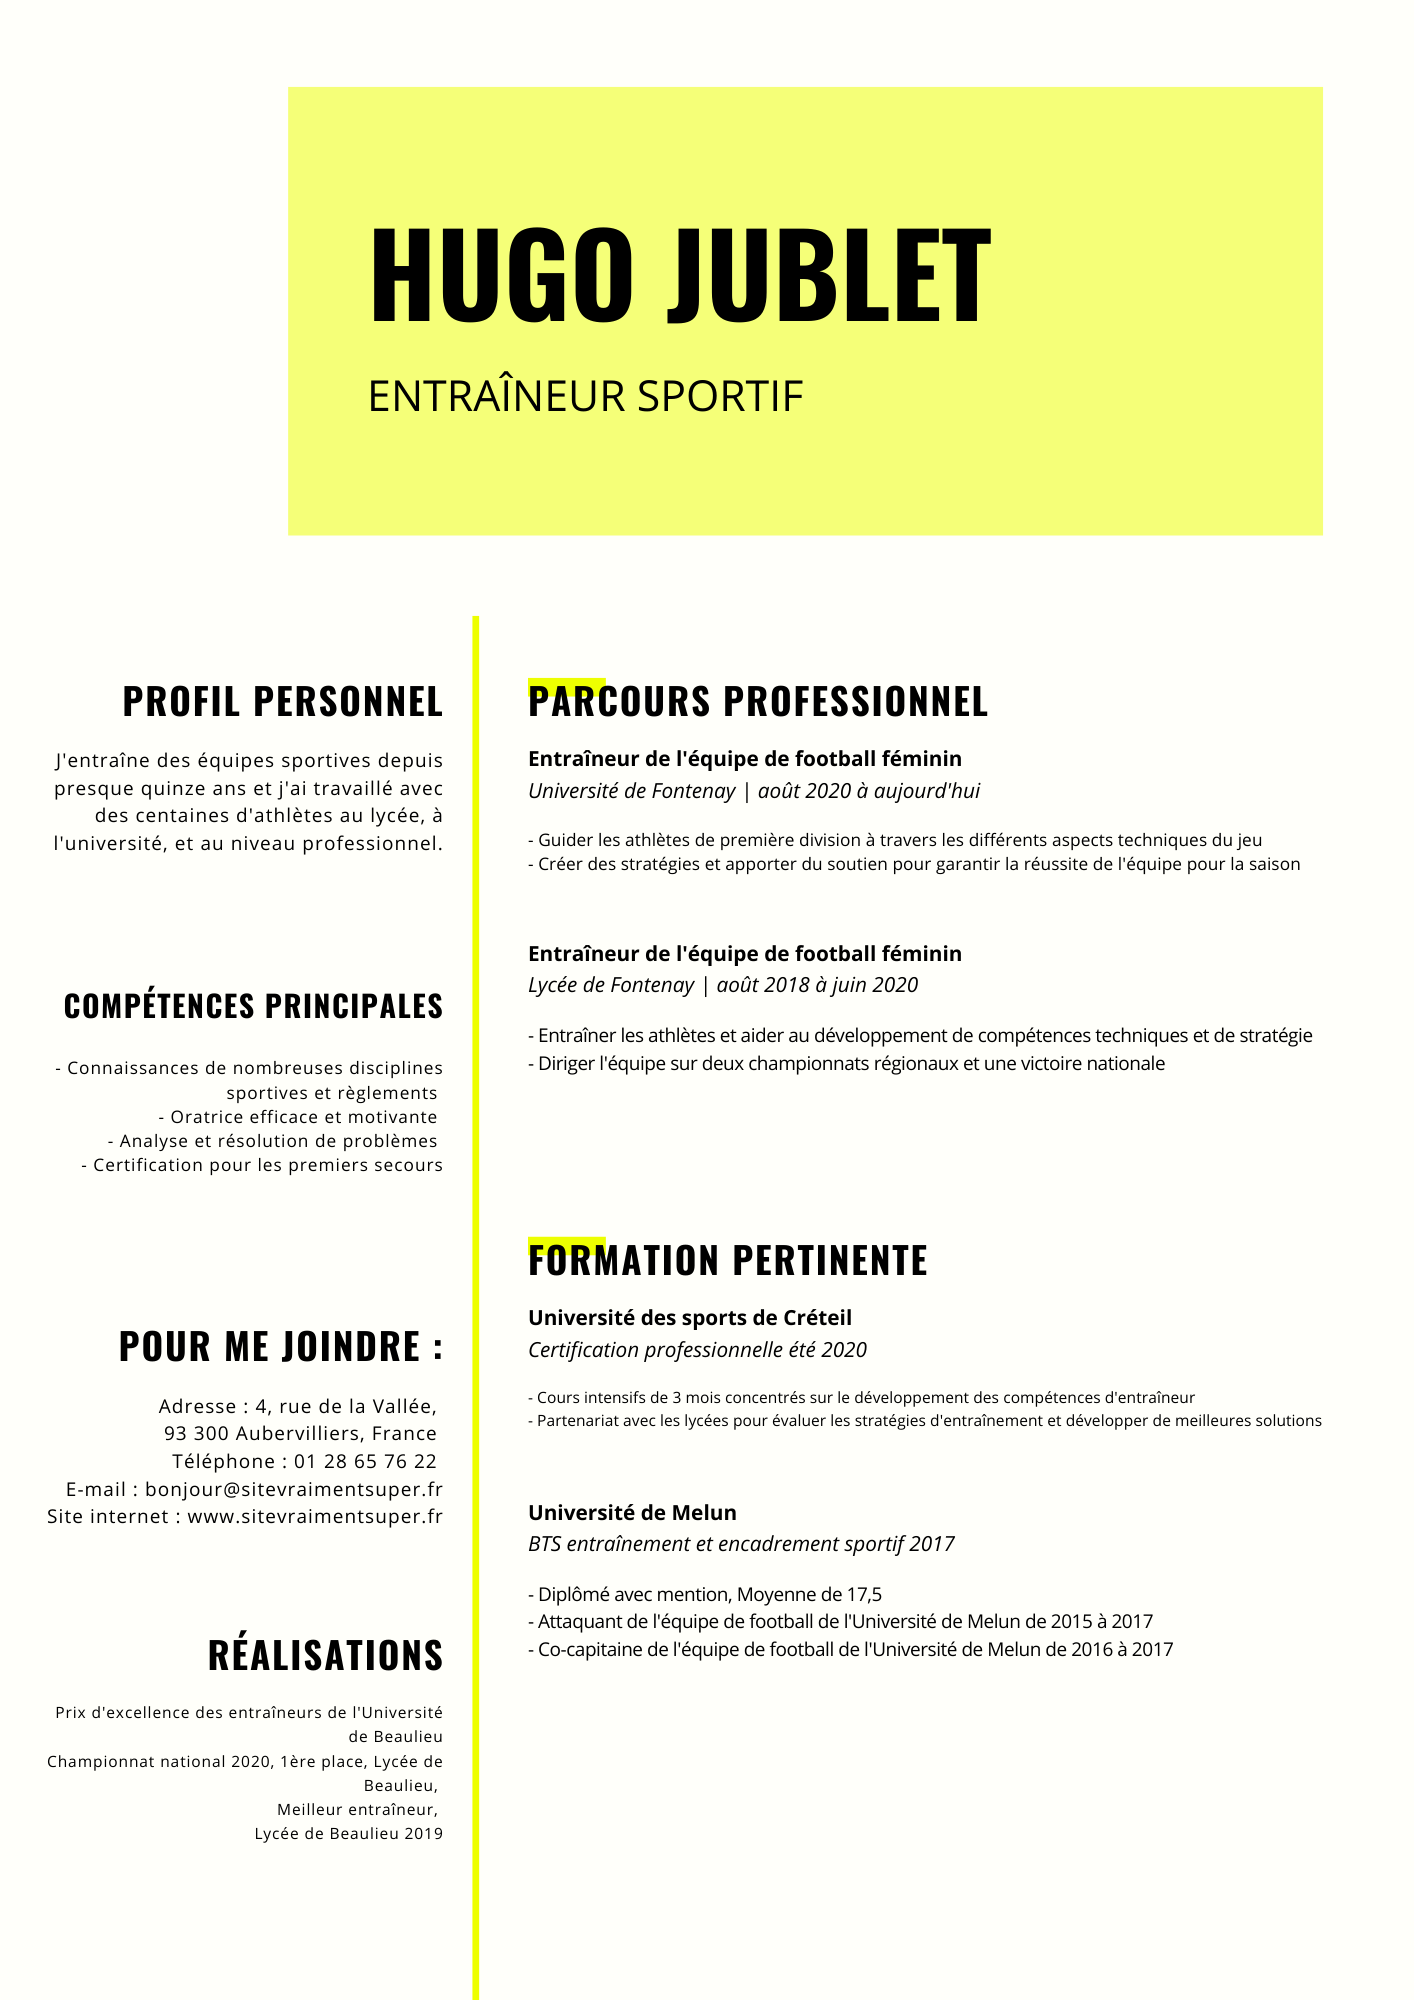 HUGO JUBLET
ENTRAÎNEUR SPORTIF
PROFIL PERSONNEL
J'entraîne des équipes sportives depuis
presque quinze ans et j'ai travaillé avec
des centaines d'athlètes au lycée, à
l'université, et au niveau professionnel.
COMPÉTENCES PRINCIPALES
- Connaissances de nombreuses disciplines
sportives et règlements
- Oratrice efficace et motivante
- Analyse et résolution de problèmes
- Certification pour les premiers secours
POUR ME JOINDRE :
Adresse : 4, rue de la Vallée,
93 300 Aubervilliers, France
Téléphone : 01 28 65 76 22
E-mail : bonjour@sitevraimentsuper.fr
Site internet : www.sitevraimentsuper.fr
RÉALISATIONS
Prix d'excellence des entraîneurs de l'Université
de Beaulieu
Championnat national 2020, 1ère place, Lycée de
Beaulieu,
Meilleur entraîneur,
Lycée de Beaulieu 2019
PARCOURS PROFESSIONNEL
Entraîneur de l'équipe de football féminin
Université de Fontenay | août 2020 à aujourd'hui
- Guider les athlètes de première division à travers les différents aspects techniques du jeu
- Créer des stratégies et apporter du soutien pour garantir la réussite de l'équipe pour la saison
Entraîneur de l'équipe de football féminin
Lycée de Fontenay | août 2018 à juin 2020
- Entraîner les athlètes et aider au développement de compétences techniques et de stratégie
- Diriger l'équipe sur deux championnats régionaux et une victoire nationale
FORMATION PERTINENTE
Université des sports de Créteil
Certification professionnelle été 2020
- Cours intensifs de 3 mois concentrés sur le développement des compétences d'entraîneur
- Partenariat avec les lycées pour évaluer les stratégies d'entraînement et développer de meilleures solutions
Université de Melun
BTS entraînement et encadrement sportif 2017
- Diplômé avec mention, Moyenne de 17,5
- Attaquant de l'équipe de football de l'Université de Melun de 2015 à 2017
- Co-capitaine de l'équipe de football de l'Université de Melun de 2016 à 2017